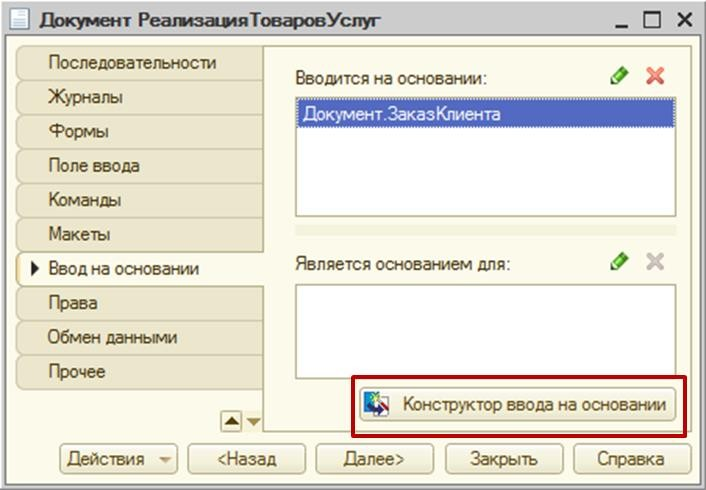 Документ РеализацияТоваровУслуг
Последовательности
Журналы
Формы
Поле ввода
Команды
Макеты
Ввод на основании
Права
Обмен данными
Прочее
Вводится на основании:
Документ.ЗаказКлиента
Является основанием для:
Конструктор ввода на основании
Действия
<Назад
Далее>
Закрыть
Справка